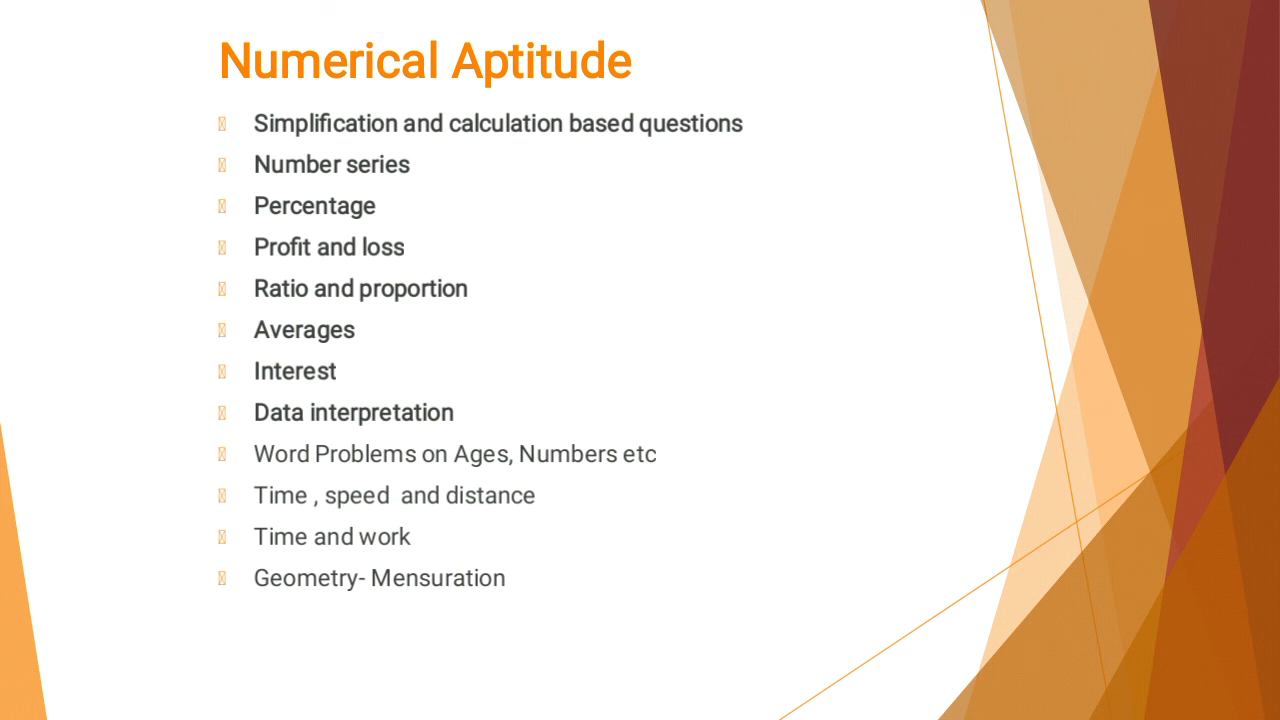 Numerical Aptitude
Simplification and calculation based questions
Number series
Percentage
Profit and loss
Ratio and proportion
Averages
Interest
Data interpretation
Word Problems on Ages, Numbers etc
Time , speed  and distance
Time and work
Geometry- Mensuration